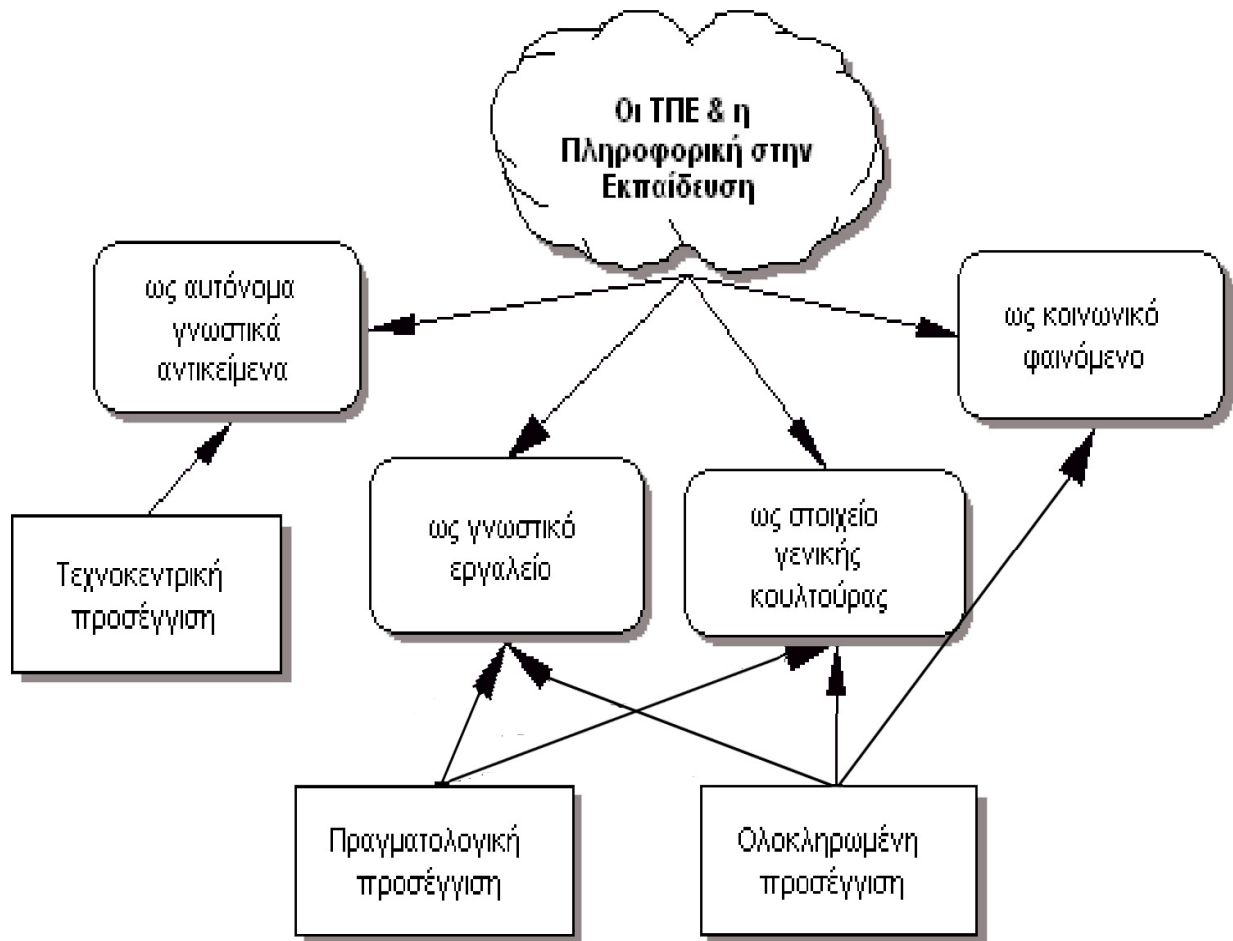 Οι ΤΠΕ & η
Πληροφορική στην
Εκπαίδευση
ως αυτόνομα
γνωστικά
αντικείμενα
ως κοινωνικό
φαινόμενο
ως γνωστικό
εργαλείο
ως στοιχείο
γενικής
κουλτούρας
Τεχνοκεντρική
προσέγγιση
Πραγματολογική
προσέγγιση
Ολοκληρωμένη
προσέγγιση